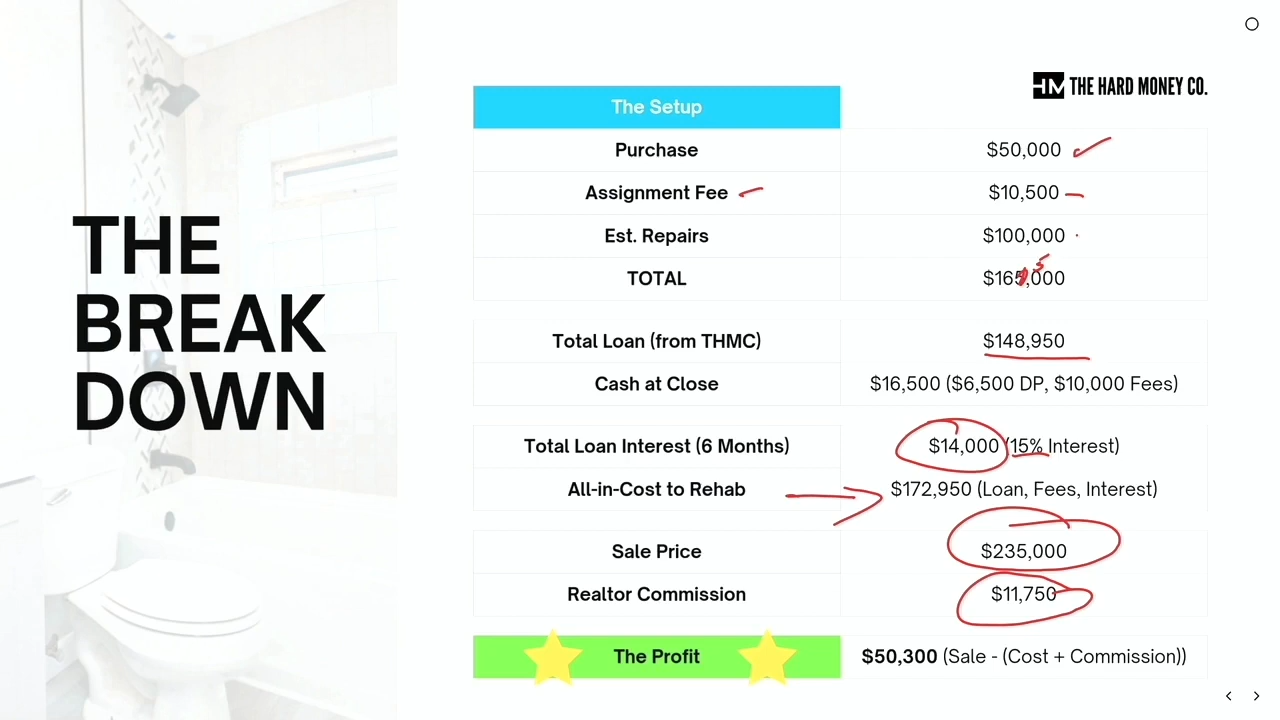 THE HARD MONEY CO.
THE
BREAK
DOWN
The Setup
Purchase $50,000
Assignment Fee $10,500
Est. Repairs $100,000
TOTAL $165,000
Total Loan (from THMC) $148,950
Cash at Close $16,500 ($6,500 DP, $10,000 Fees)
Total Loan Interest (6 Months) $14,000 (15% Interest)
All-in-Cost to Rehab $172,950 (Loan, Fees, Interest)
Sale Price $235,000
Realtor Commission $11,750
The Profit $50,300 (Sale - (Cost + Commission))